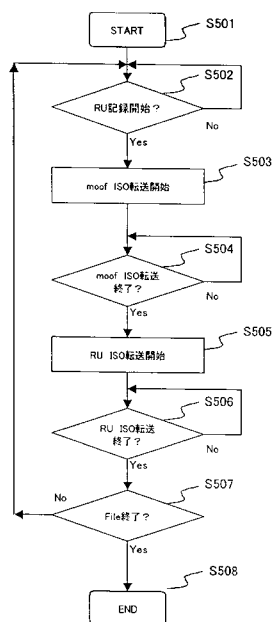 START
S501
S502
RU記録開始？
No
Yes
S503
moof ISO転送開始
S504
moof ISO転送
終了？
No
Yes
S505
RU ISO転送開始
S506
RU ISO転送
終了？
No
Yes
S507
No
File終了？
Yes
S508
END